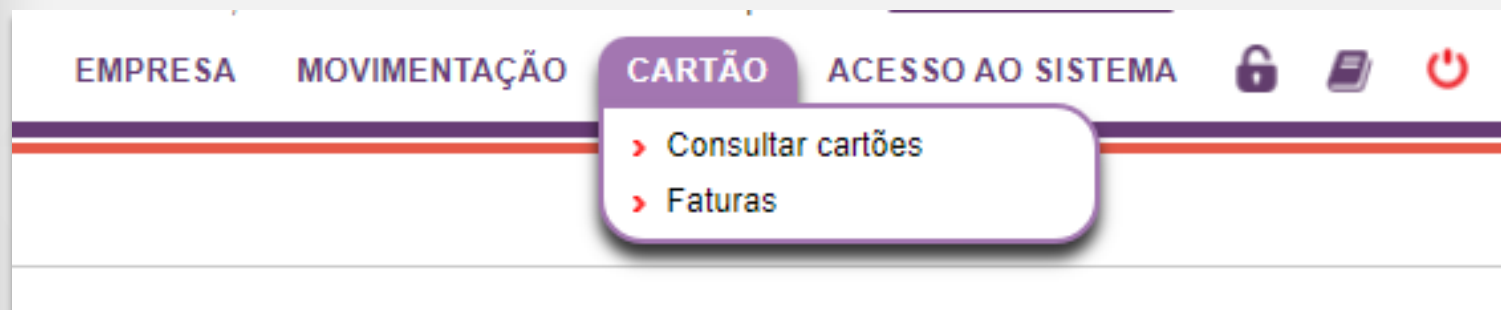 EMPRESA MOVIMENTAÇÃO CARTÃO ACESSO AO SISTEMA
Consultar cartões
Faturas